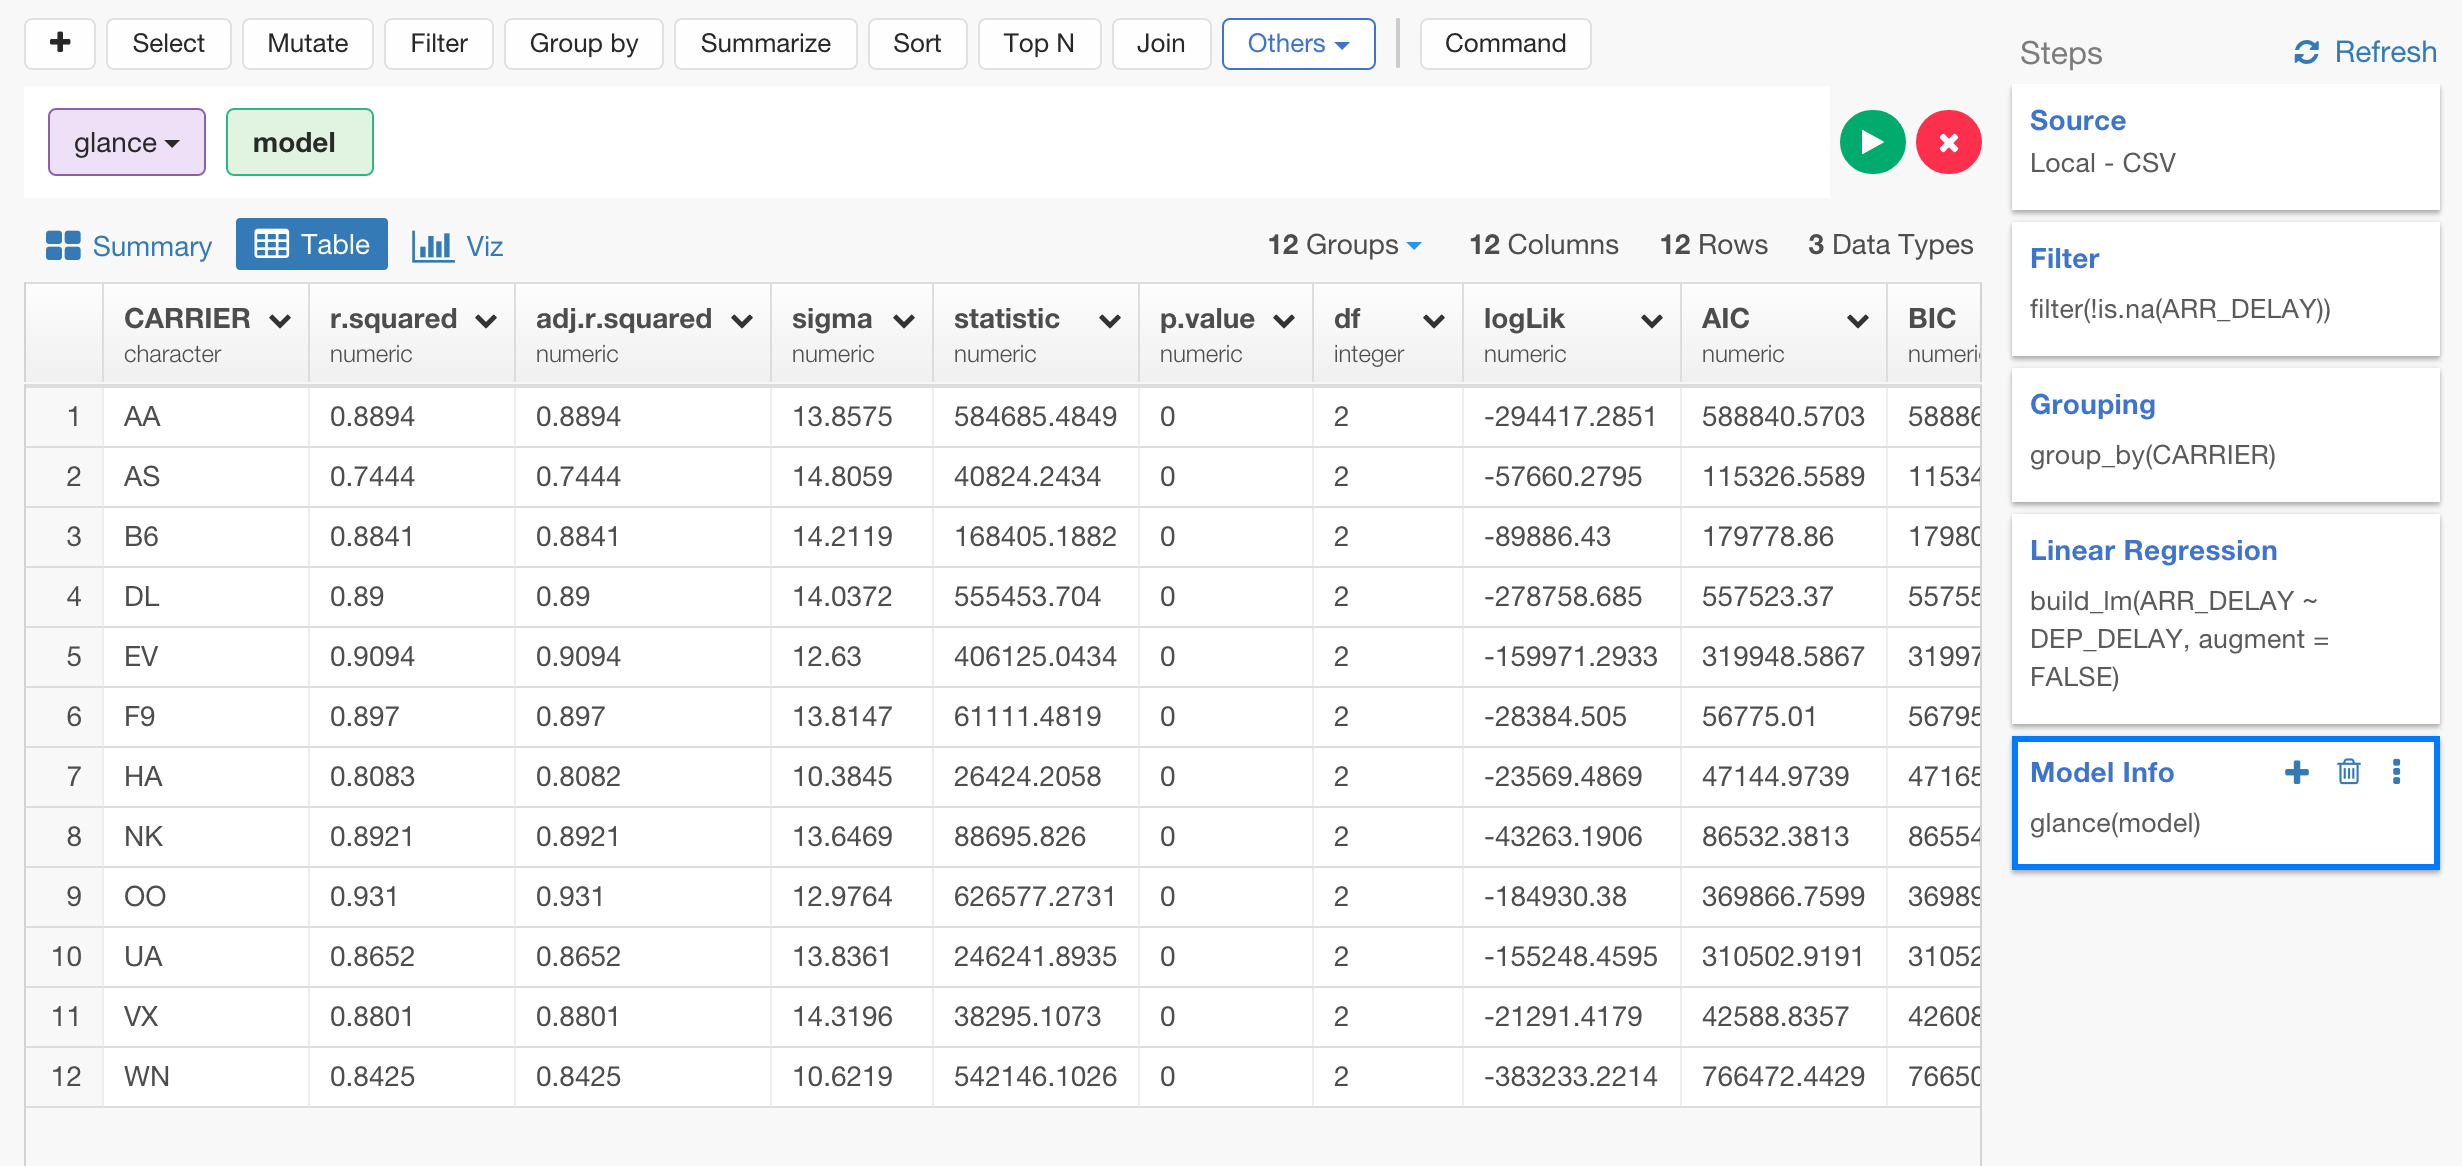 Select Mutate Filter Group by Summarize Sort Top N Join Others Command
Steps Refresh
glance model
Summary Table Viz 12 Groups 12 Columns 12 Rows 3 Data Types
CARRIER r.squared adj.r.squared sigma statistic p.value df logLik AIC BIC
character numeric numeric numeric numeric numeric integer numeric numeric numeri
1 AA 0.8894 0.8894 13.8575 584685.4849 0 2 -294417.2851 588840.5703 58886
2 AS 0.7444 0.7444 14.8059 40824.2434 0 2 -57660.2795 115326.5589 11534
3 B6 0.8841 0.8841 14.2119 168405.1882 0 2 -89886.43 179778.86 17980
4 DL 0.89 0.89 14.0372 555453.704 0 2 -278758.685 557523.37 55755
5 EV 0.9094 0.9094 12.63 406125.0434 0 2 -159971.2933 319948.5867 31997
6 F9 0.897 0.897 13.8147 61111.4819 0 2 -28384.505 56775.01 56795
7 HA 0.8083 0.8082 10.3845 26424.2058 0 2 -23569.4869 47144.9739 47165
8 NK 0.8921 0.8921 13.6469 88695.826 0 2 -43263.1906 86532.3813 86554
9 OO 0.931 0.931 12.9764 626577.2731 0 2 -184930.38 369866.7599 36989
10 UA 0.8652 0.8652 13.8361 246241.8935 0 2 -155248.4595 310502.9191 31052
11 VX 0.8801 0.8801 14.3196 38295.1073 0 2 -21291.4179 42588.8357 42608
12 WN 0.8425 0.8425 10.6219 542146.1026 0 2 -383233.2214 766472.4429 76650
Source
Local - CSV
Filter
filter(!is.na(ARR_DELAY))
Grouping
group_by(CARRIER)
Linear Regression
build_lm(ARR_DELAY ~
DEP_DELAY, augment =
FALSE)
Model Info
glance(model)